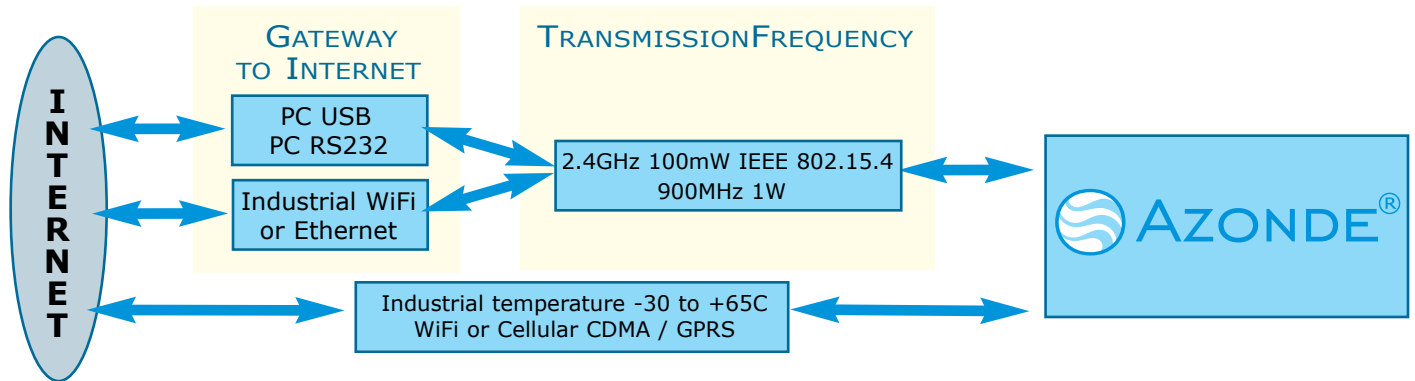 INTERNET
GATEWAY
TO INTERNET
PC USB
PC RS232
Industrial WiFi
or Ethernet
TRANSMISSIONFREQUENCY
2.4GHz 100mW IEEE 802.15.4
900MHz 1W
Industrial temperature -30 to +65C
WiFi or Cellular CDMA / GPRS
AZONDE®